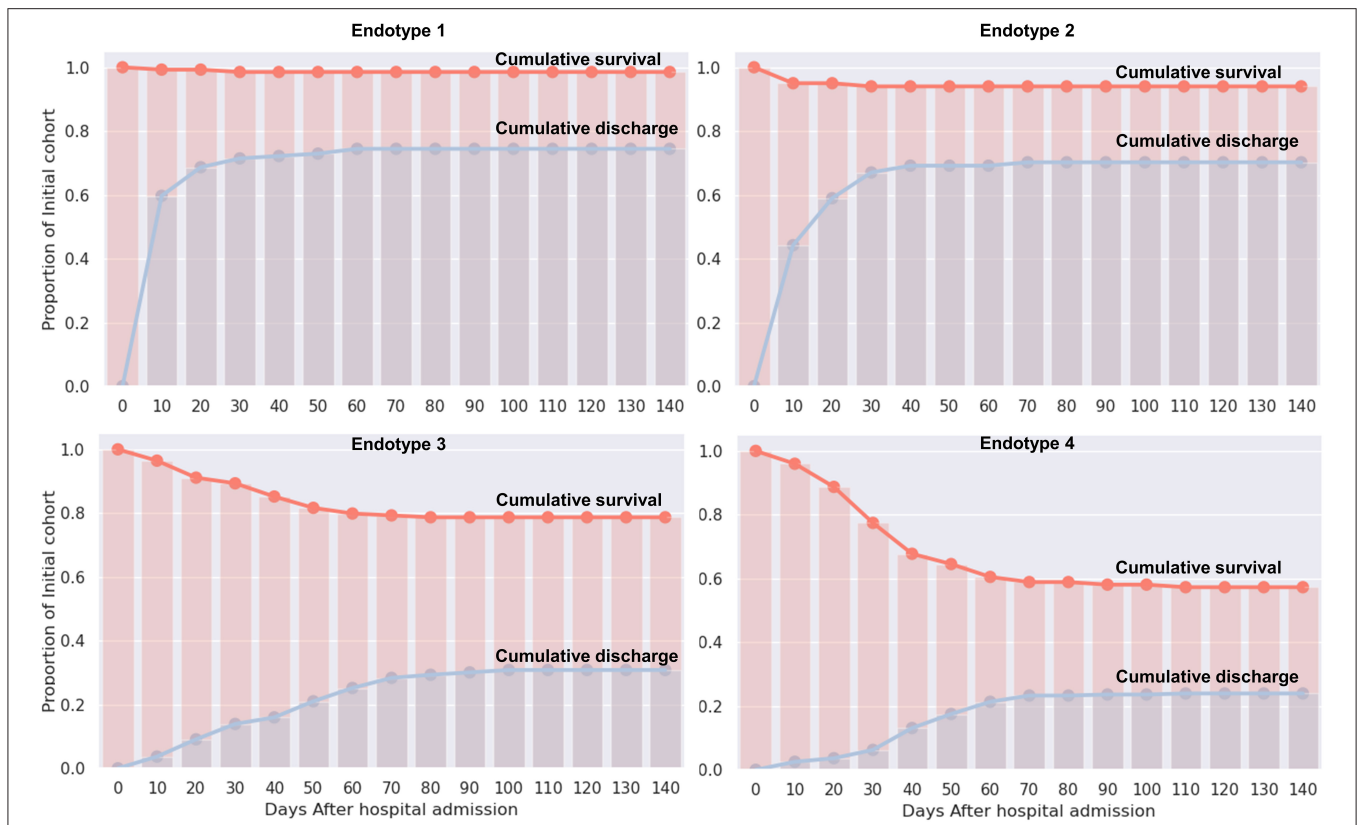 Endotype 1
Endotype 2
Cumulative survival
Cumulative discharge
Proportion of Initial cohort
1.0
0.8
0.6
0.4
0.2
0.0
0 10 20 30 40 50 60 70 80 90 100 110 120 130 140
Cumulative survival
Cumulative discharge
1.0
0.8
0.6
0.4
0.2
0.0
0 10 20 30 40 50 60 70 80 90 100 110 120 130 140
Endotype 3
Cumulative survival
Cumulative discharge
Proportion of Initial cohort
1.0
0.8
0.6
0.4
0.2
0.0
0 10 20 30 40 50 60 70 80 90 100 110 120 130 140
Days After hospital admission
Endotype 4
Cumulative survival
Cumulative discharge
1.0
0.8
0.6
0.4
0.2
0.0
0 10 20 30 40 50 60 70 80 90 100 110 120 130 140
Days After hospital admission